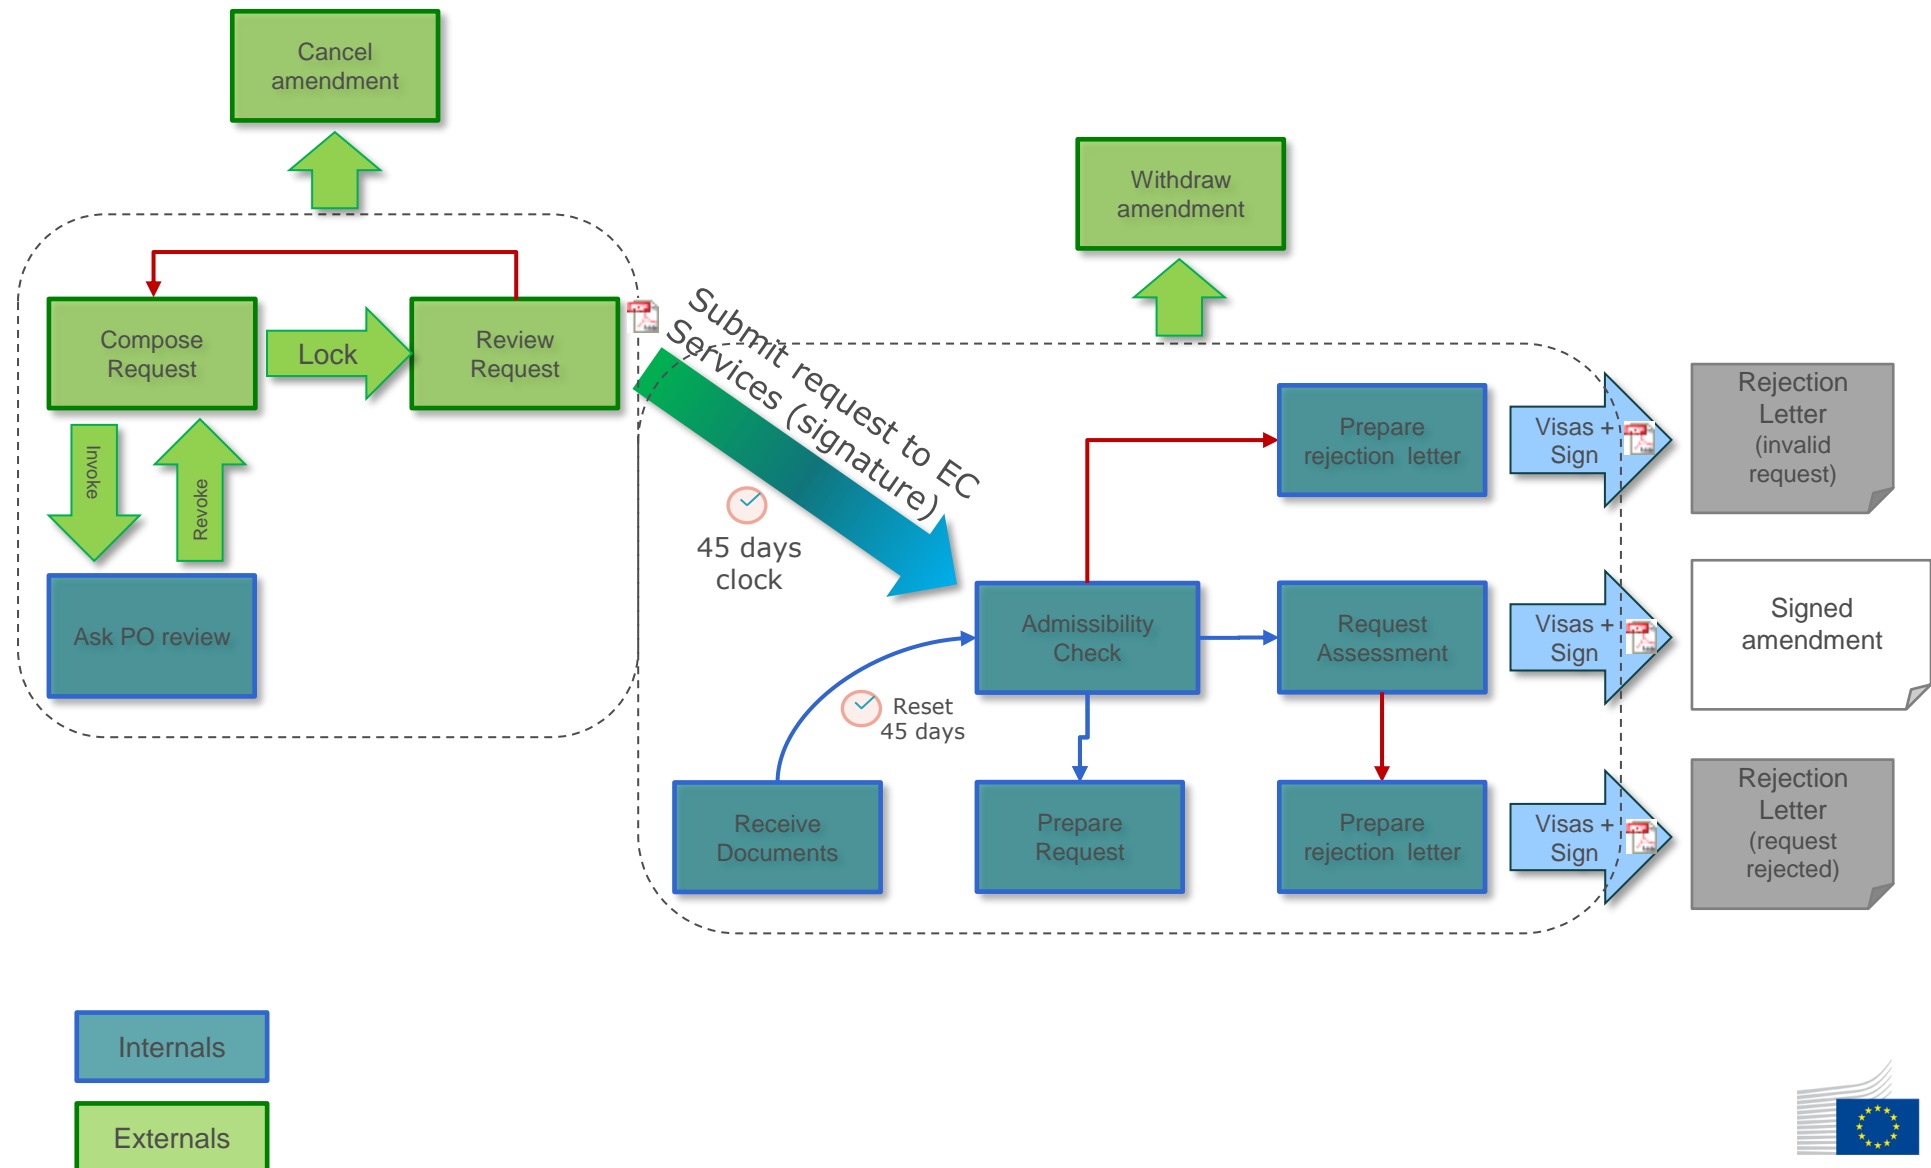 Cancel
amendment
Withdraw
amendment
Compose
Request
Lock
Review
Request
Submit request to EC
Services (signature)
Invoke
Revoke
Ask PO review
45 days
clock
Prepare
rejection letter
Visas +
Sign
Rejection
Letter
(invalid
request)
Admissibility
Check
Request
Assessment
Visas +
Sign
Signed
amendment
Reset
45 days
Receive
Documents
Prepare
Request
Prepare
rejection letter
Visas +
Sign
Rejection
Letter
(request
rejected)
Internals
Externals